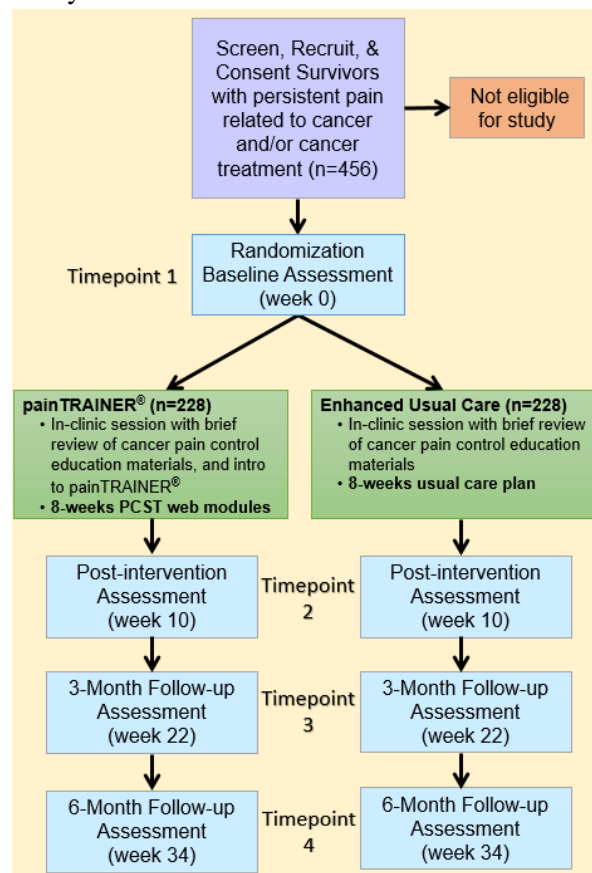 Screen, Recruit, &
Consent Survivors
with persistent pain
related to cancer
and/or cancer
treatment (n=456)
Not eligible
for study
Timepoint 1
Randomization
Baseline Assessment
(week 0)
painTRAINER® (n=228)
• In-clinic session with brief
review of cancer pain control
education materials, and intro
to painTRAINER®
• 8-weeks PCST web modules
Enhanced Usual Care (n=228)
• In-clinic session with brief review
of cancer pain control education
materials
• 8-weeks usual care plan
Post-intervention
Assessment
(week 10)
Timepoint
2
Post-intervention
Assessment
(week 10)
3-Month Follow-up
Assessment
(week 22)
Timepoint
3
3-Month Follow-up
Assessment
(week 22)
6-Month Follow-up
Assessment
(week 34)
Timepoint
4
6-Month Follow-up
Assessment
(week 34)